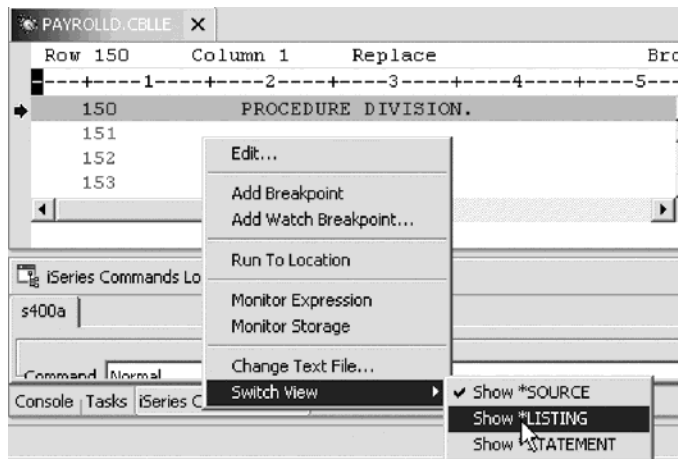 PAYROLLD.CBLLE
Row 150 Column 1 Replace Bro
----+----1----+----2----+----3----+----4----+----5---
150 PROCEDURE DIVISION.
151
152
153
Edit...
Add Breakpoint
Add Watch Breakpoint...
Run To Location
Monitor Expression
Monitor Storage
Change Text File...
Switch View
Show *SOURCE
Show *LISTING
Show *STATEMENT
iSeries Commands Lo
s400a
Command Normal
Console Tasks iSeries C